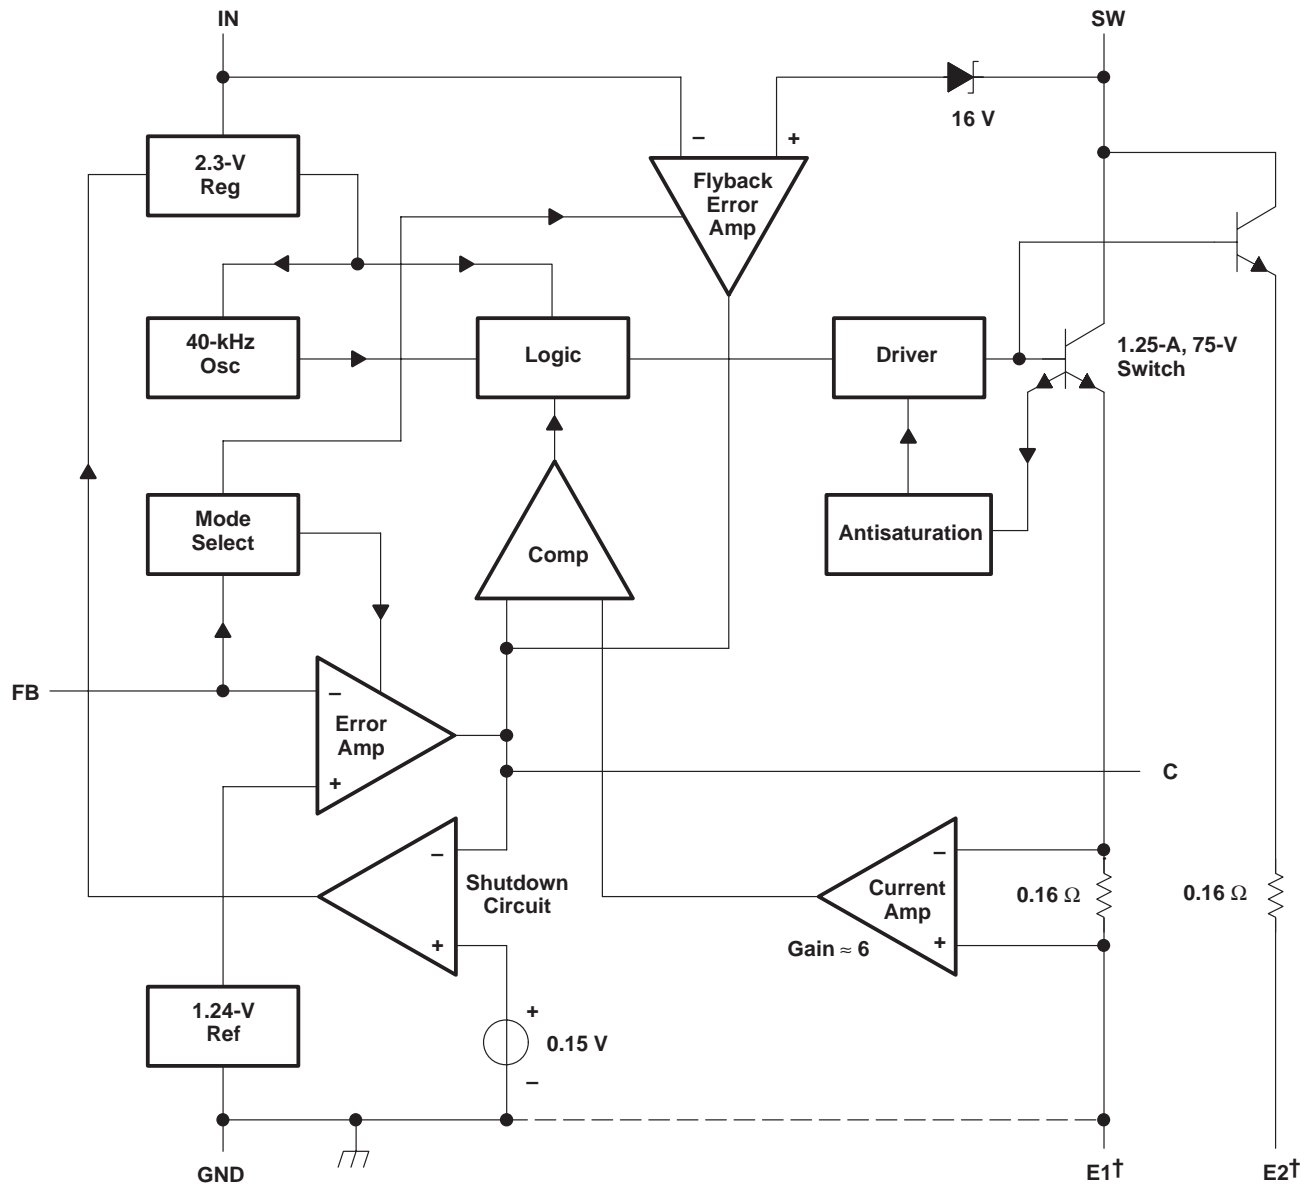 IN
SW
16 V
–
+
2.3-V
Reg
Flyback
Error
Amp
40-kHz
Osc
Logic
Driver
1.25-A, 75-V
Switch
Mode
Select
Antisaturation
Comp
FB
–
Error
Amp
+
C
–
Shutdown
Circuit
+
–
Current
Amp
+
Gain ≈ 6
0.16 Ω
0.16 Ω
1.24-V
Ref
+
0.15 V
–
GND
E1†
E2†